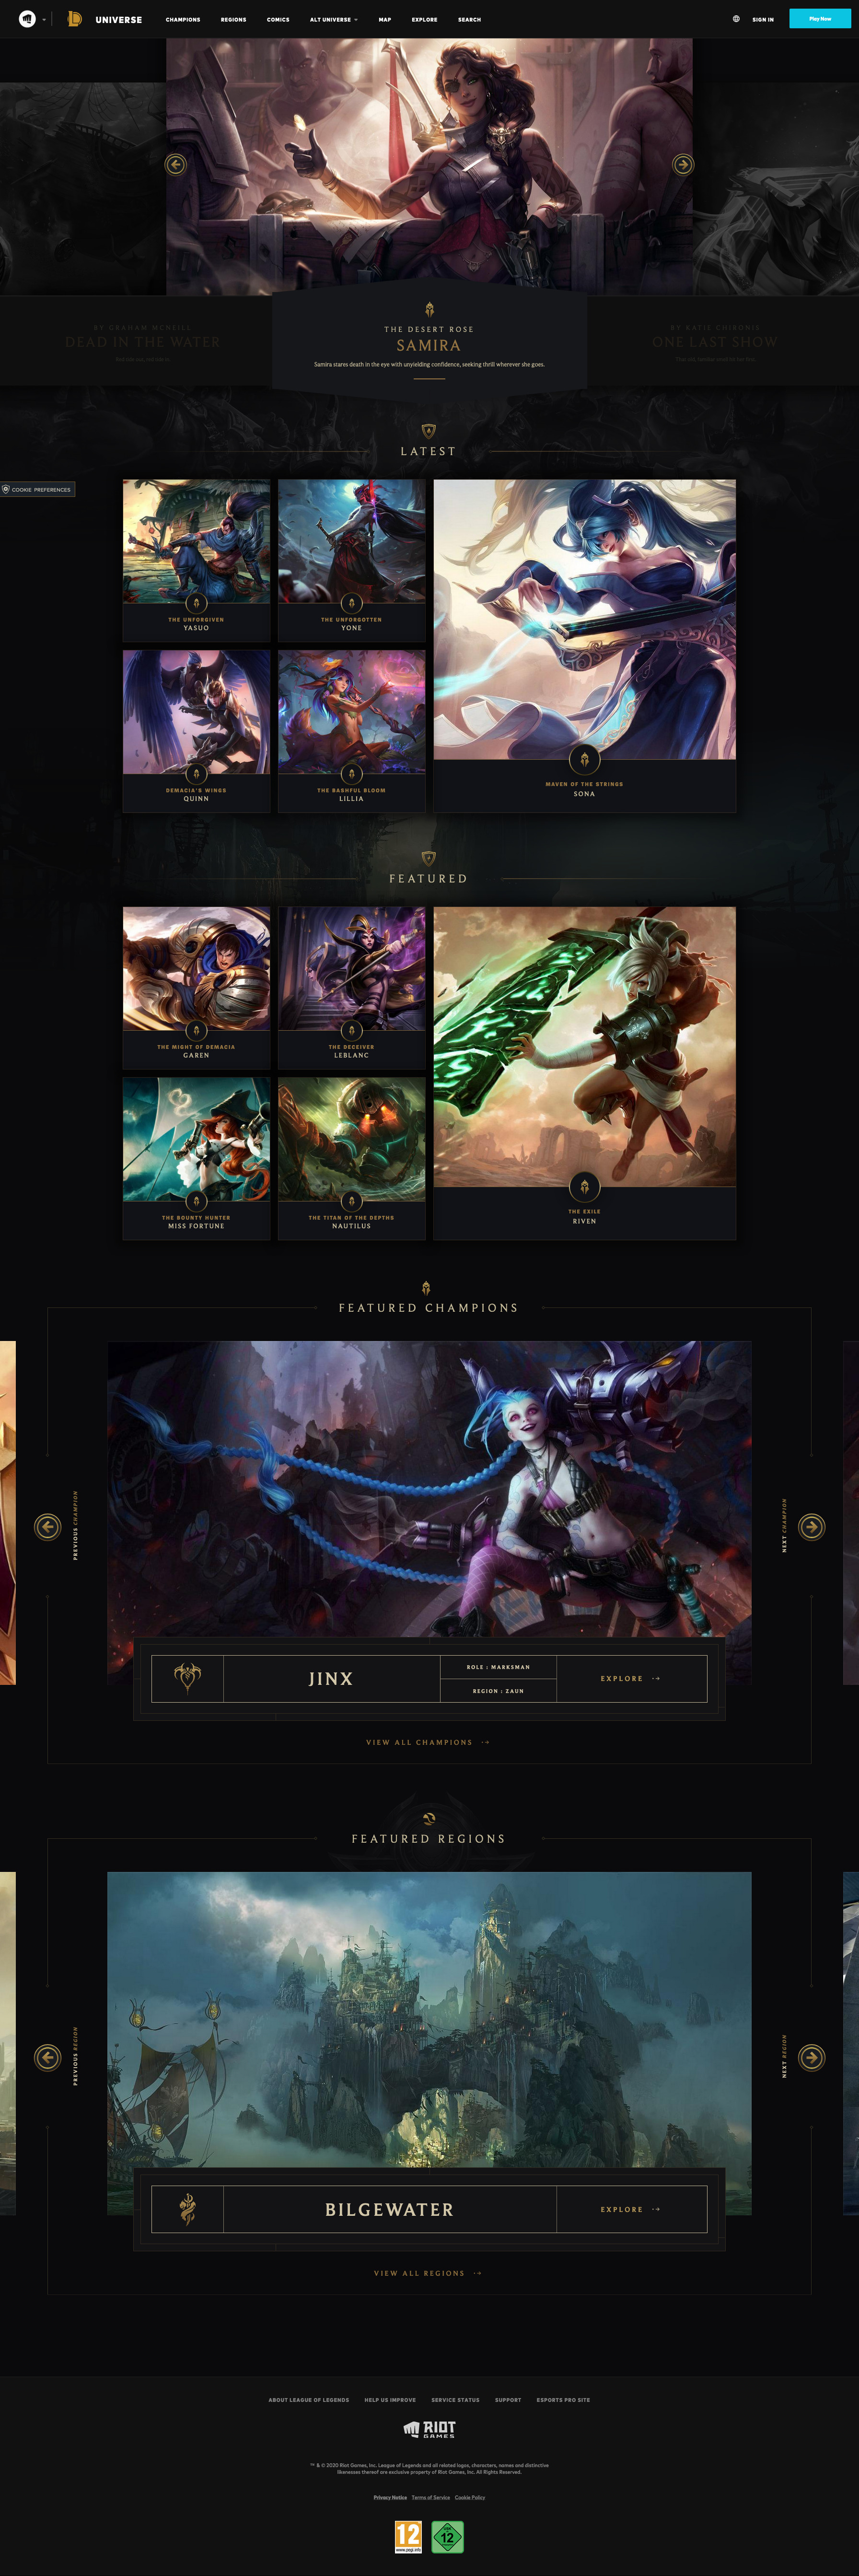 UNIVERSE
CHAMPIONS
REGIONS
COMICS
ALT UNIVERSE
MAP
EXPLORE
SEARCH
SIGN IN
Play Now
BY GRAHAM MCNEILL
DEAD IN THE WATER
THE DESERT ROSE
SAMIRA
Samira stares death in the eye with unyielding confidence, seeking thrill wherever she goes.
BY KATIE CHIRONIS
ONE LAST SHOW
LATEST
COOKIE PREFERENCES
THE UNFORGIVEN
YASUO
THE UNFORGOTTEN
YONE
DEMACIA'S WINGS
QUINN
THE BASHFUL BLOOM
LILLIA
MAVEN OF THE STRINGS
SONA
FEATURED
THE MIGHT OF DEMACIA
GAREN
THE DECEIVER
LEBLANC
THE BOUNTY HUNTER
MISS FORTUNE
THE TITAN OF THE DEPTHS
NAUTILUS
THE EXILE
RIVEN
FEATURED CHAMPIONS
PREVIOUS CHAMPION
NEXT CHAMPION
JINX
ROLE : MARKSMAN
REGION : ZAUN
EXPLORE
VIEW ALL CHAMPIONS
FEATURED REGIONS
PREVIOUS REGION
NEXT REGION
BILGEWATER
EXPLORE
VIEW ALL REGIONS
ABOUT LEAGUE OF LEGENDS
HELP US IMPROVE
SERVICE STATUS
SUPPORT
ESPORTS PRO SITE
RIOT
GAMES
™ & © 2020 Riot Games, Inc. League of Legends and all related logos, characters, names and distinctive
likenesses thereof are exclusive property of Riot Games, Inc. All Rights Reserved.
Privacy Notice
Terms of Service
Cookie Policy
12
www.pegi.info
12